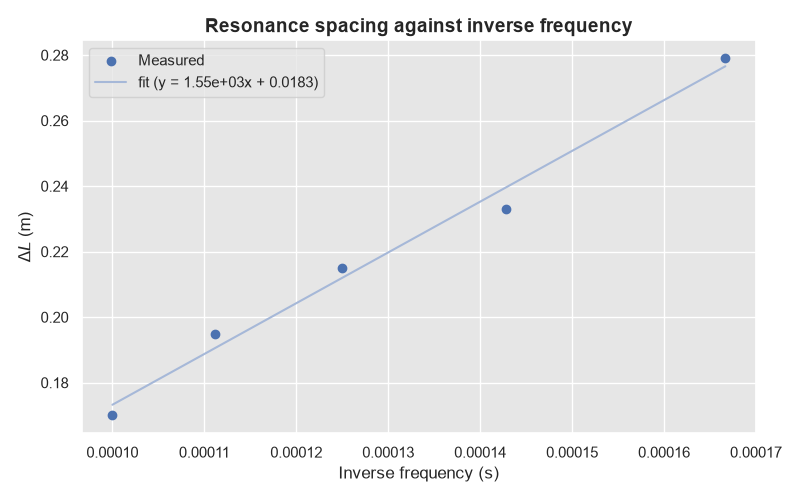 Resonance spacing against inverse frequency
Measured
fit (y = 1.55e+03x + 0.0183)
0.28
0.26
0.24
0.22
0.20
0.18
ΔL (m)
0.00010 0.00011 0.00012 0.00013 0.00014 0.00015 0.00016 0.00017
Inverse frequency (s)